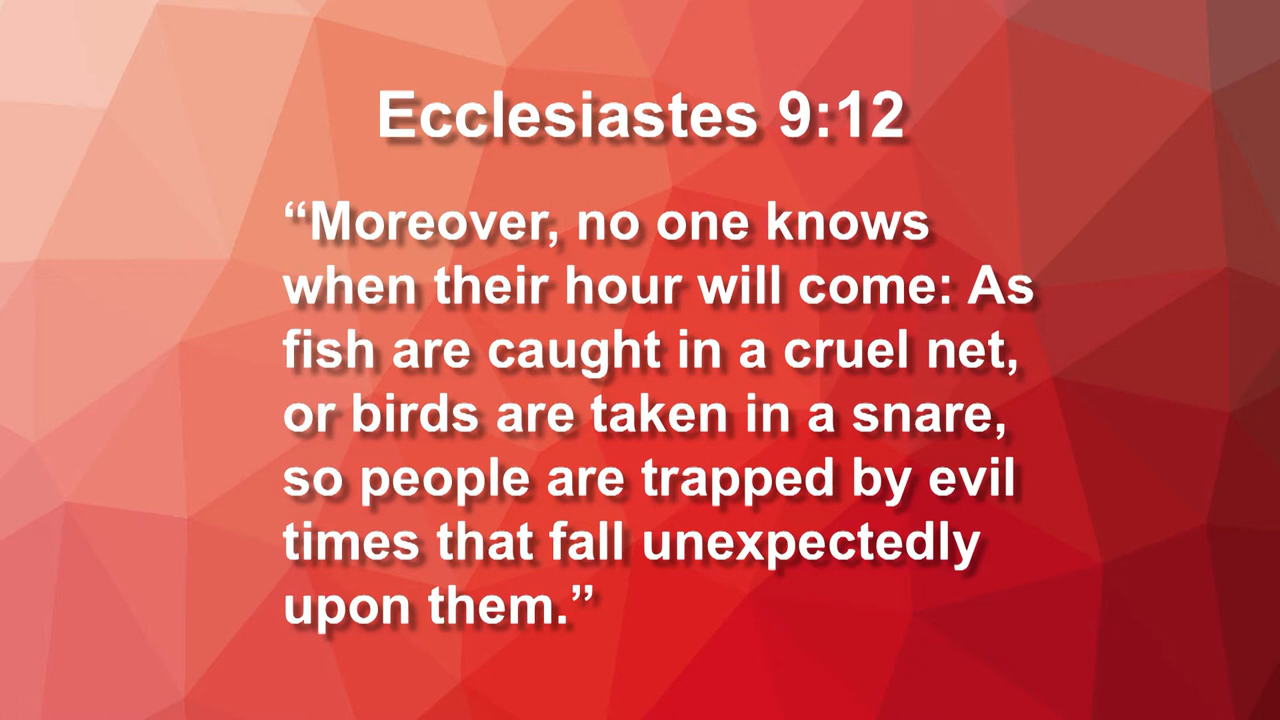 Ecclesiastes 9:12
“Moreover, no one knows
when their hour will come: As
fish are caught in a cruel net,
or birds are taken in a snare,
so people are trapped by evil
times that fall unexpectedly
upon them.”